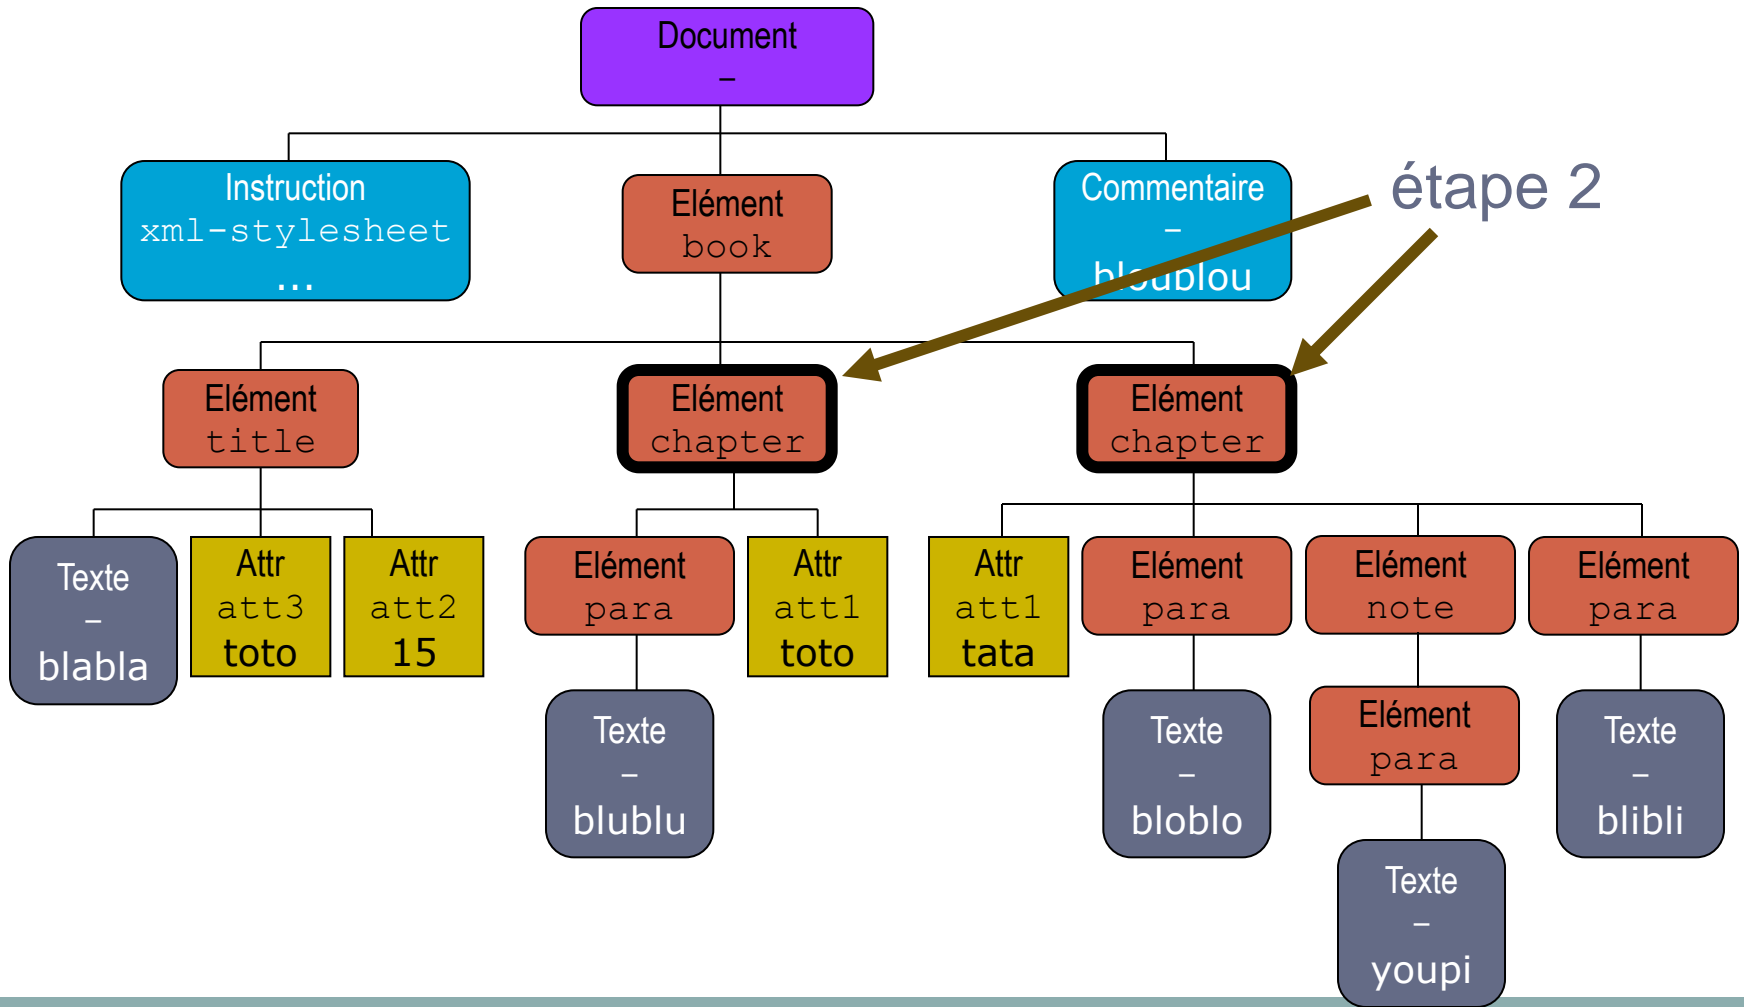 Document
–
Instruction
xml-stylesheet
...
Elément
book
Commentaire
–
bloublou
étape 2
Elément
title
Elément
chapter
Elément
chapter
Texte
–
blabla
Attr
att3
toto
Attr
att2
15
Elément
para
Attr
att1
toto
Attr
att1
tata
Elément
para
Elément
note
Elément
para
Texte
–
blublu
Texte
–
bloblo
Elément
para
Texte
–
blibli
Texte
–
youpi